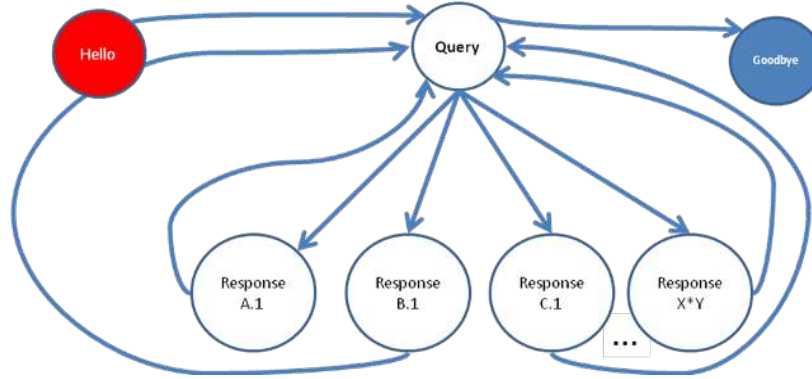 Hello
Query
Goodbye
Response
A.1
Response
B.1
Response
C.1
Response
X*Y
...